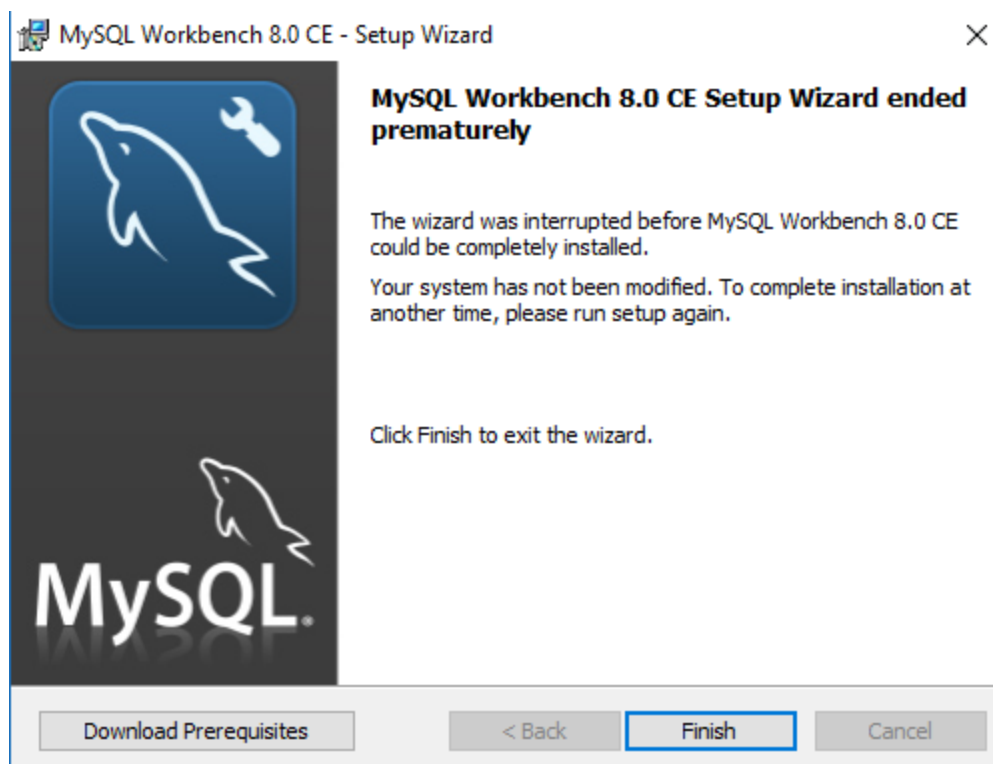 MySQL Workbench 8.0 CE - Setup Wizard
MySQL Workbench 8.0 CE Setup Wizard ended
prematurely
The wizard was interrupted before MySQL Workbench 8.0 CE
could be completely installed.
Your system has not been modified. To complete installation at
another time, please run setup again.
Click Finish to exit the wizard.
MySQL®
Download Prerequisites
< Back
Finish
Cancel